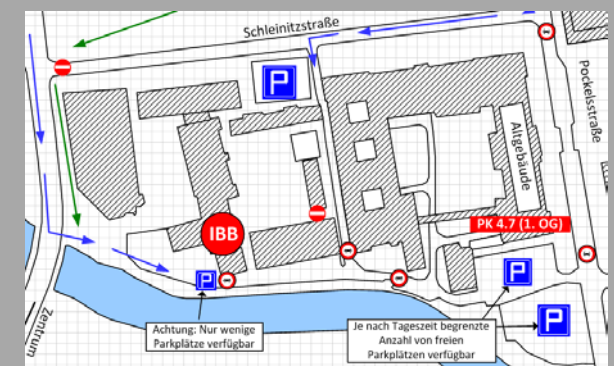 Schleinitzstraße
P
Pockelsstraße
Altgebäude
PK 4.7 (1. OG)
IBB
P
P
P
Zentrum
Achtung: Nur wenige
Parkplätze verfügbar
Je nach Tageszeit begrenzte
Anzahl von freien
Parkplätzen verfügbar